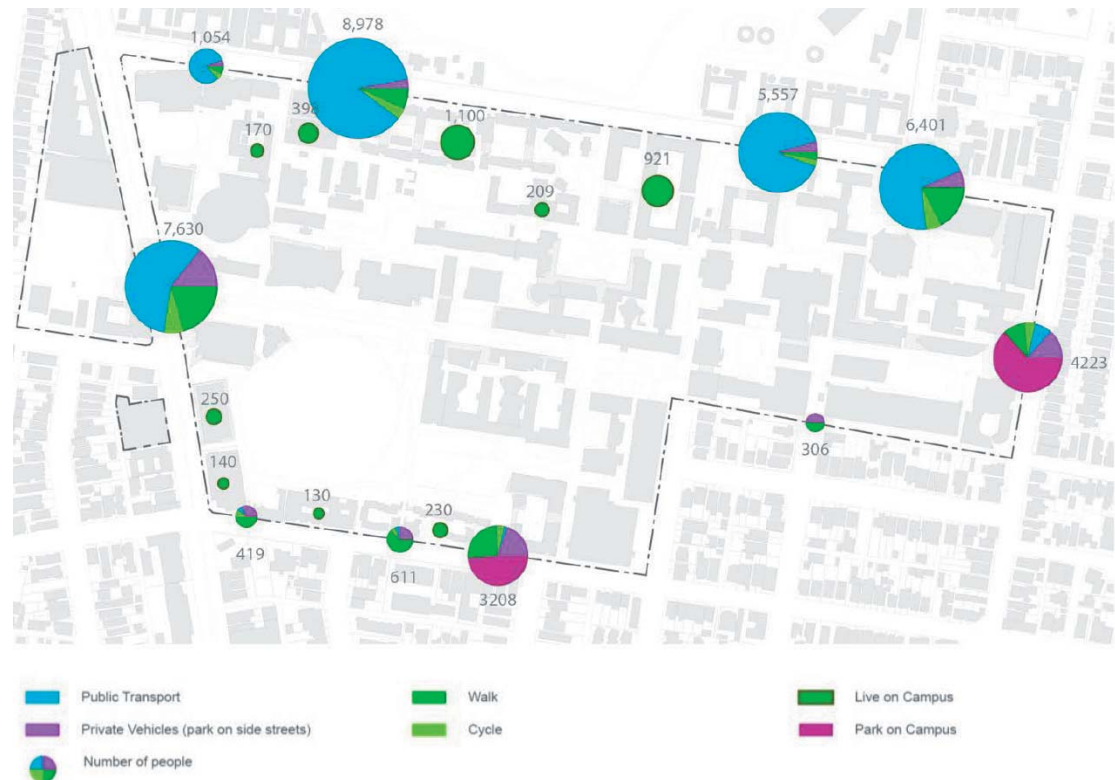 1,054
8,978
1,100
170
5,557
6,401
921
209
7,630
4223
250
306
140
130
230
419
611
3208
Public Transport
Walk
Live on Campus
Private Vehicles (park on side streets)
Cycle
Park on Campus
Number of people